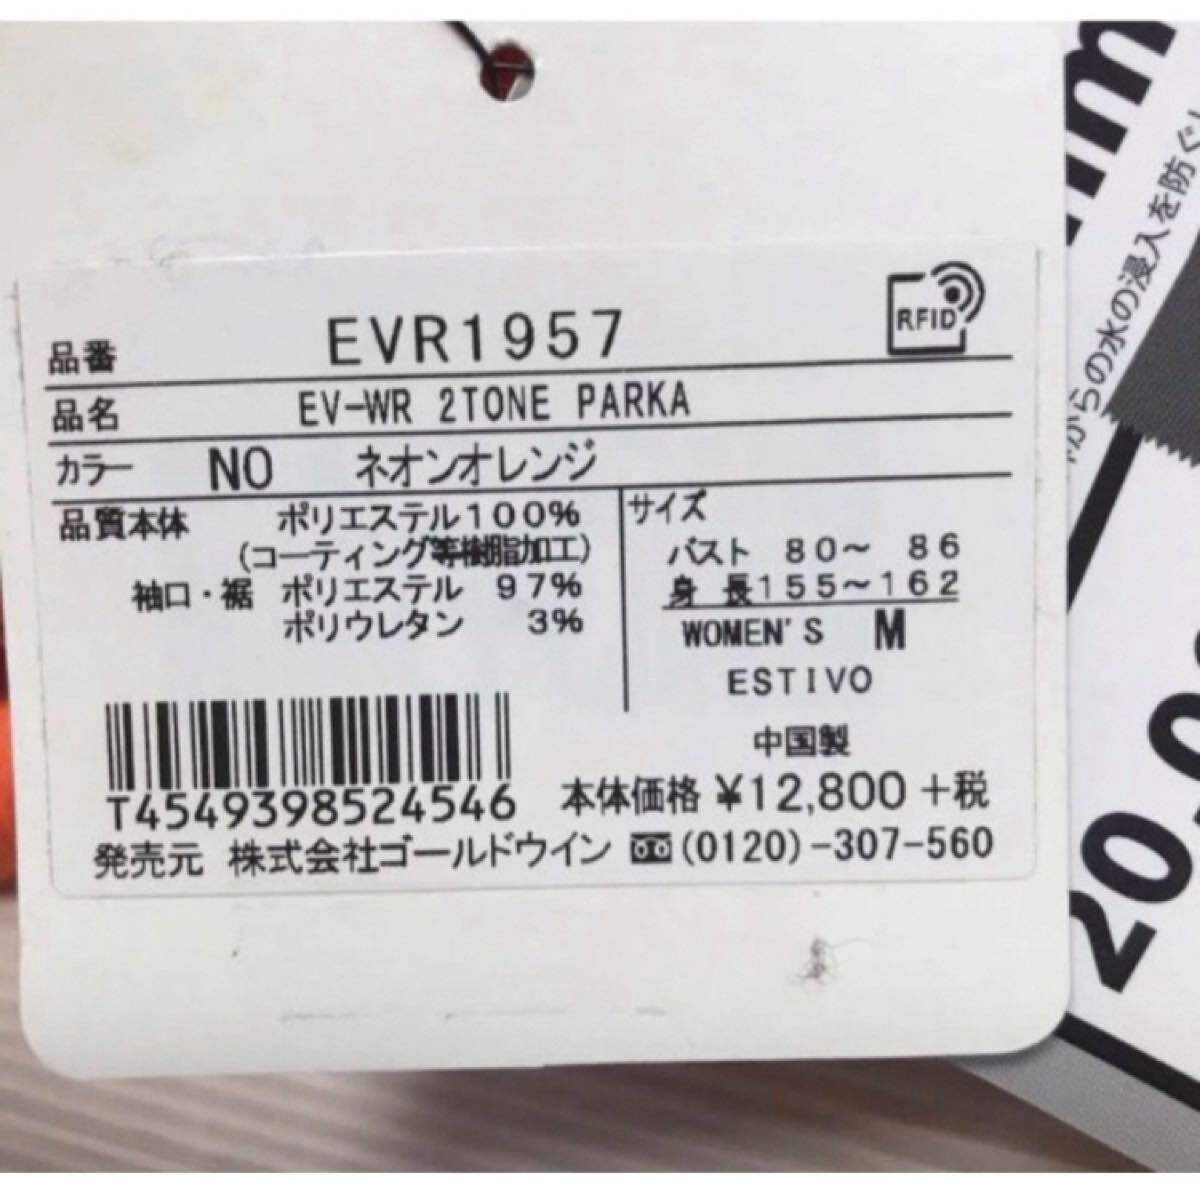 RFID
品番 EVR1957
品名 EV-WR 2TONE PARKA
カラー NO ネオンオレンジ
品質本体 ポリエステル100%
(コーティング等樹脂加工)
袖口・裾 ポリエステル 97%
ポリウレタン 3%
サイズ
バスト 80～ 86
身 長155～162
WOMEN'S M
ESTIVO
中国製
T4549398524546
本体価格 ¥12,800 +税
発売元 株式会社ゴールドウイン (0120)-307-560
からの水の浸入を防ぐ